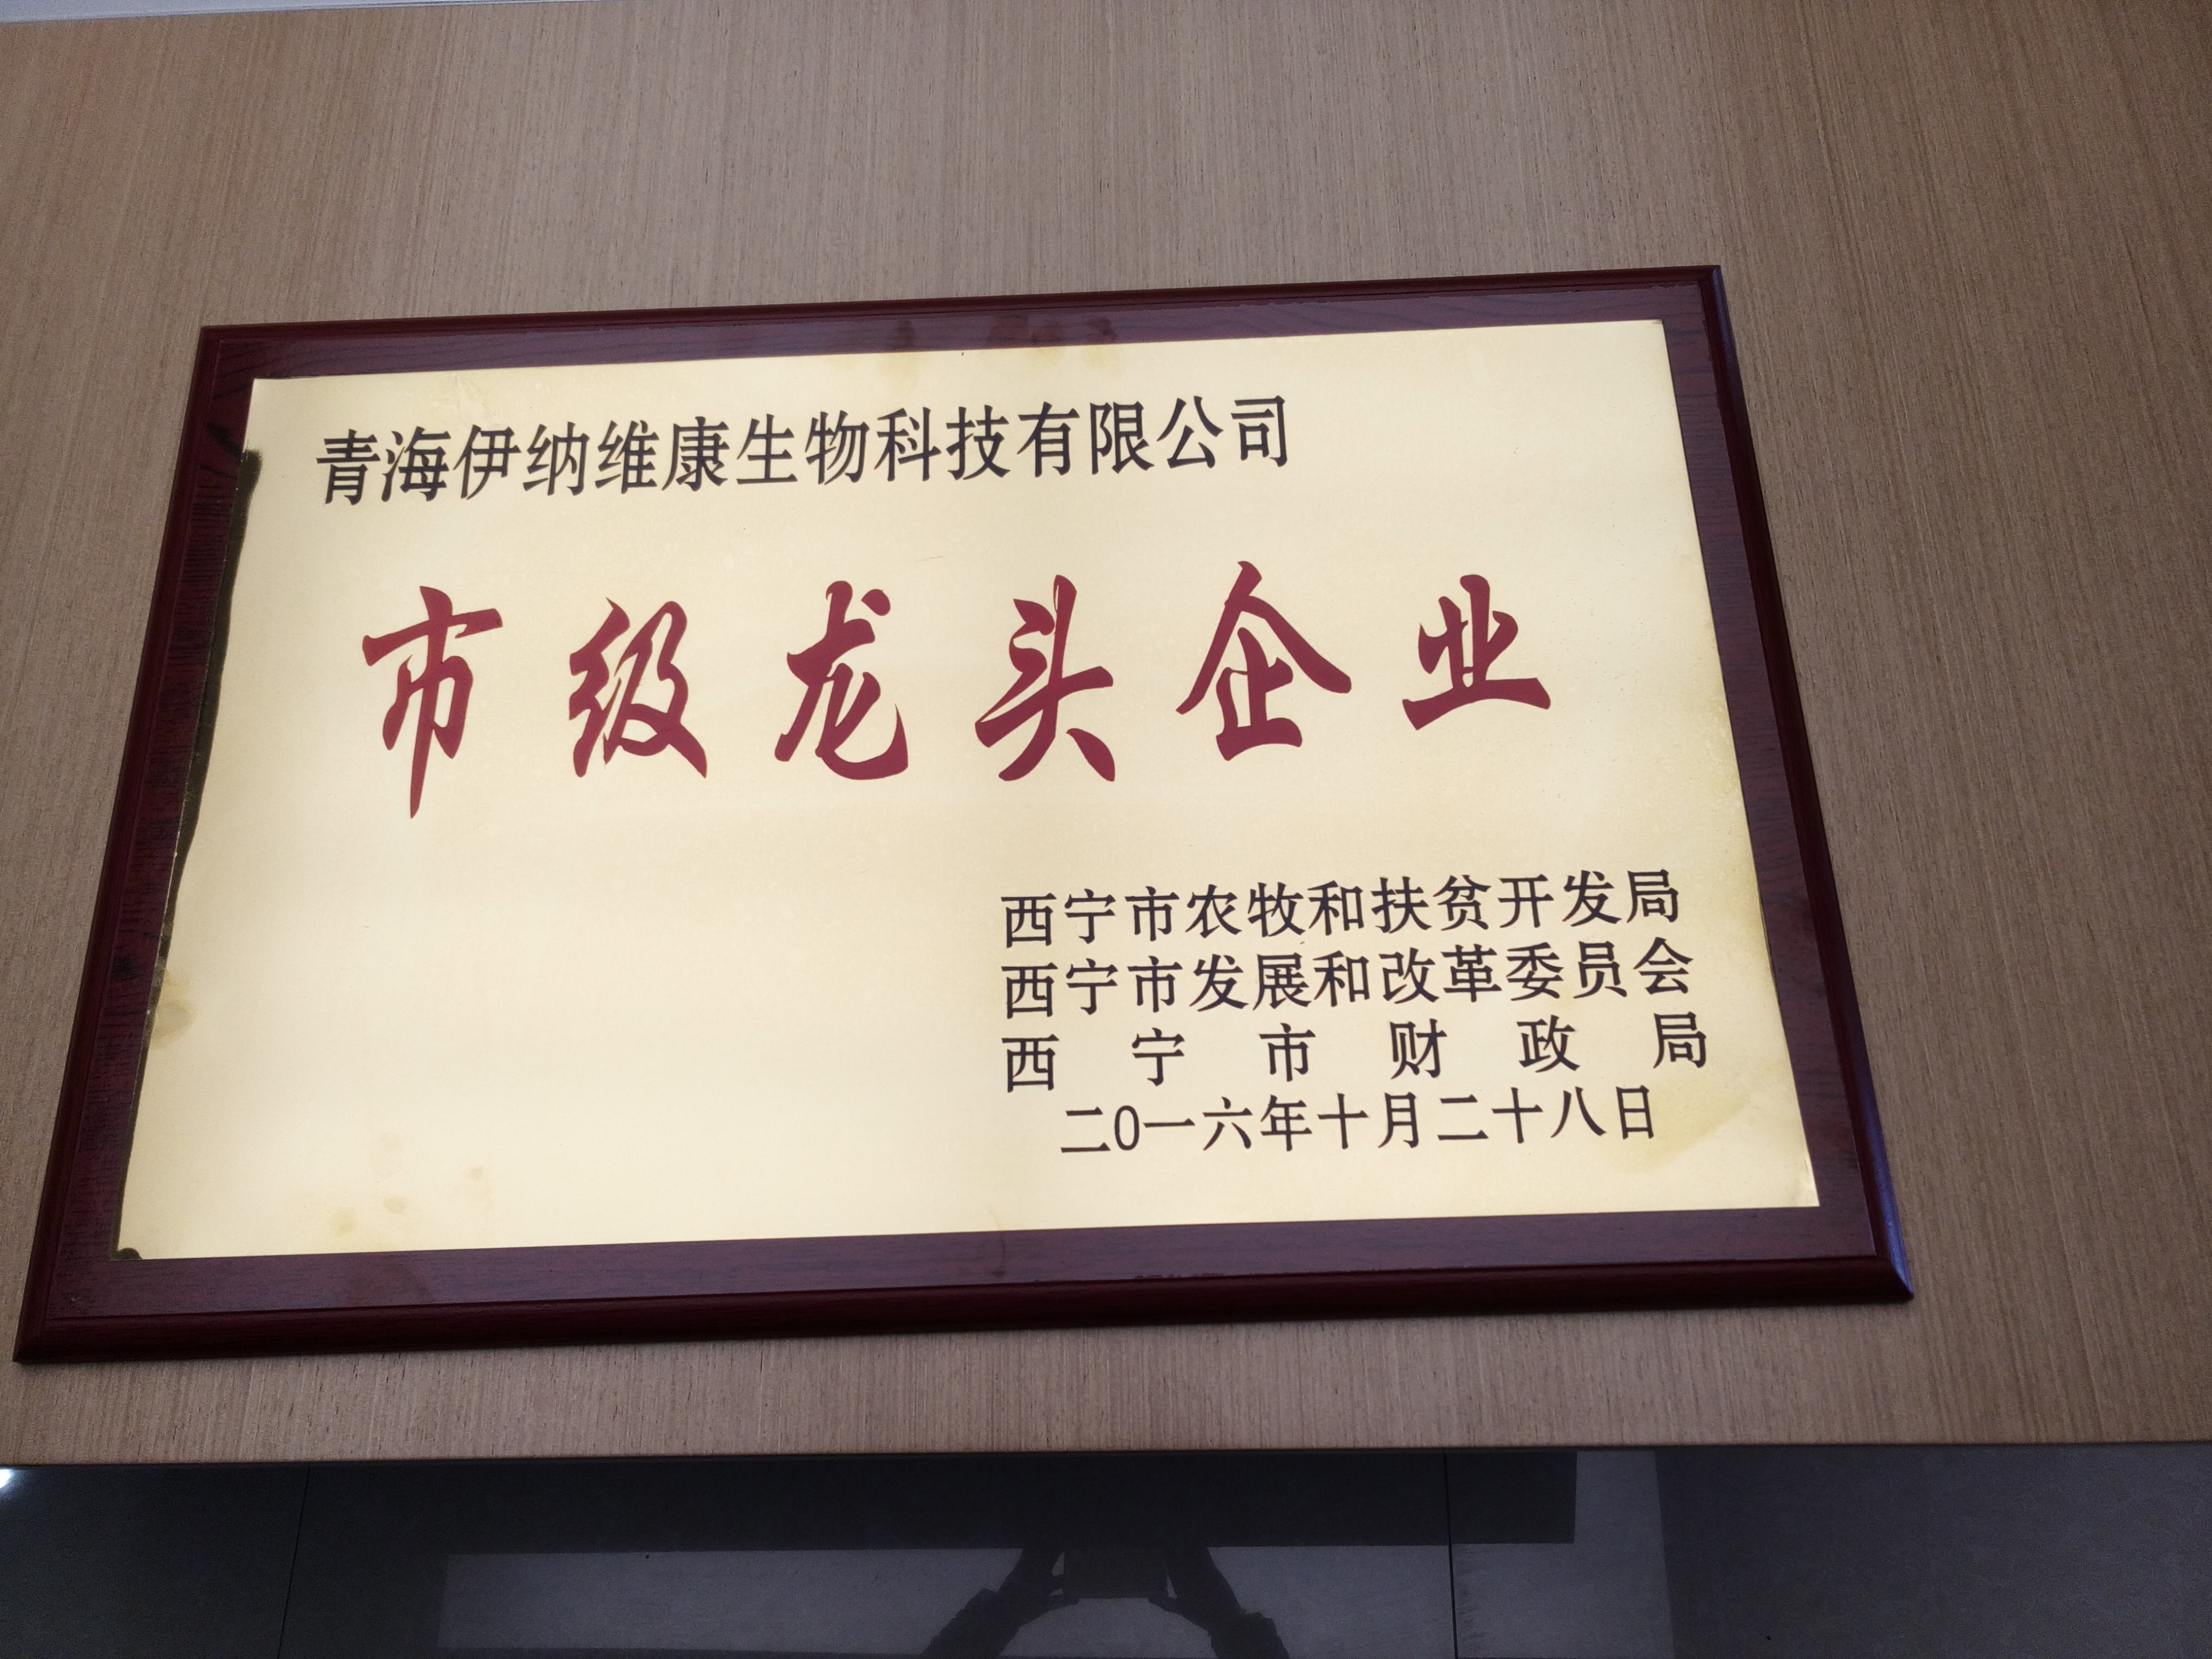 青海伊纳维康生物科技有限公司
市级龙头企业
西宁市农牧和扶贫开发局
西宁市发展和改革委员会
西宁市财政局
二0一六年十月二十八日